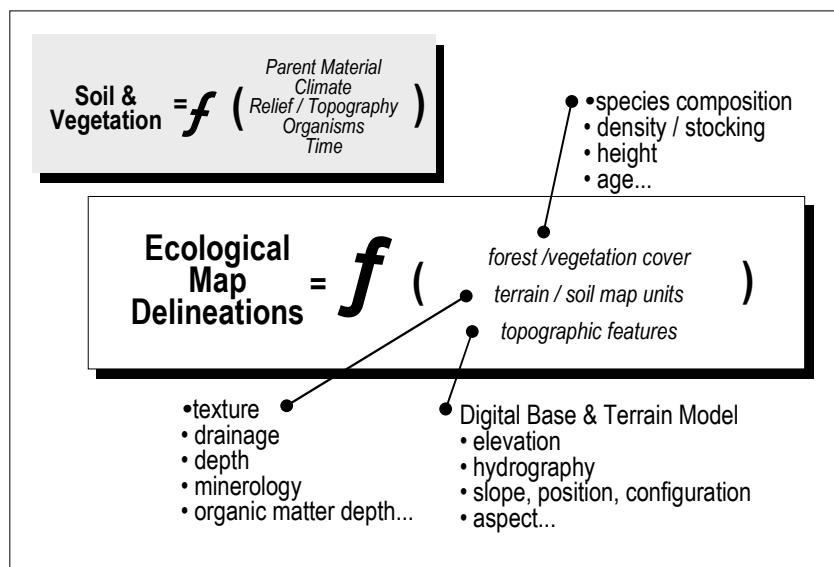 Soil &
Vegetation
= ƒ
(
Parent Material
Climate
Relief / Topography
Organisms
Time
)
•species composition
• density / stocking
• height
• age...
Ecological
Map
Delineations
= ƒ
(
forest /vegetation cover
terrain / soil map units
topographic features
)
•texture
• drainage
• depth
• minerology
• organic matter depth...
Digital Base & Terrain Model
• elevation
• hydrography
• slope, position, configuration
• aspect...